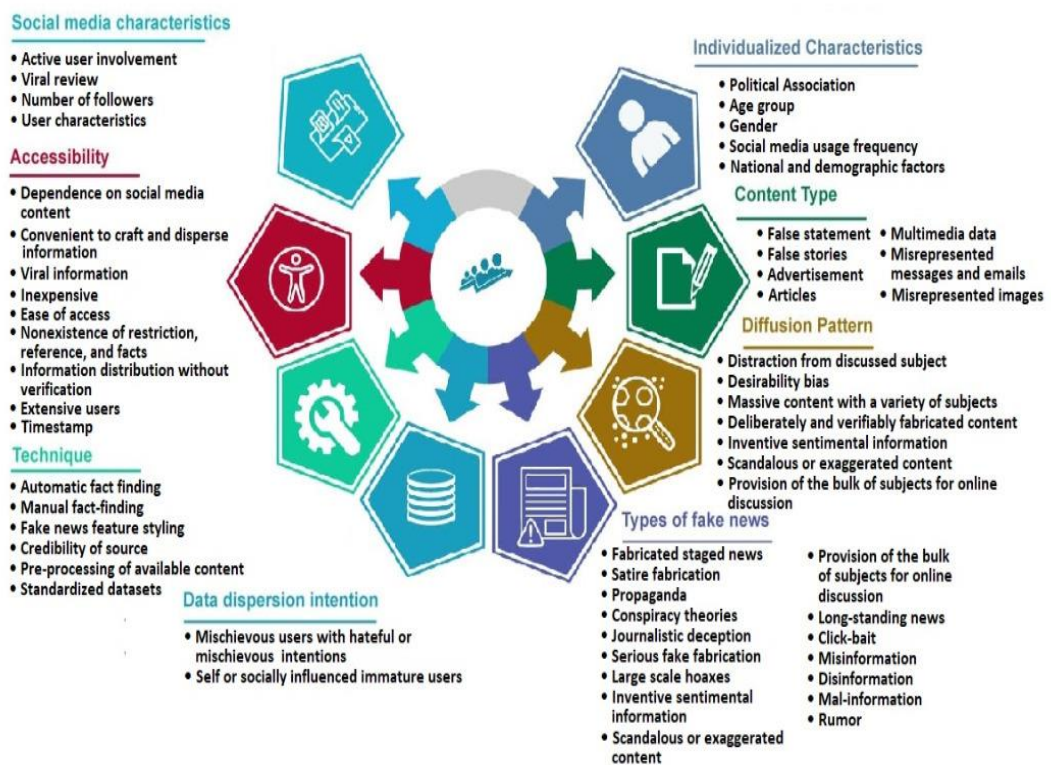 Social media characteristics
• Active user involvement
• Viral review
• Number of followers
• User characteristics
Accessibility
• Dependence on social media
content
• Convenient to craft and disperse
information
• Viral information
• Inexpensive
• Ease of access
• Nonexistence of restriction,
reference, and facts
• Information distribution without
verification
• Extensive users
• Timestamp
Technique
• Automatic fact finding
• Manual fact-finding
• Fake news feature styling
• Credibility of source
• Pre-processing of available content
• Standardized datasets
Data dispersion intention
• Mischievous users with hateful or
mischievous intentions
• Self or socially influenced immature users
Individualized Characteristics
• Political Association
• Age group
• Gender
• Social media usage frequency
• National and demographic factors
Content Type
• False statement
• False stories
• Advertisement
• Articles
• Multimedia data
• Misrepresented
messages and emails
• Misrepresented images
Diffusion Pattern
• Distraction from discussed subject
• Desirability bias
• Massive content with a variety of subjects
• Deliberately and verifiably fabricated content
• Inventive sentimental information
• Scandalous or exaggerated content
• Provision of the bulk of subjects for online
discussion
Types of fake news
• Fabricated staged news
• Satire fabrication
• Propaganda
• Conspiracy theories
• Journalistic deception
• Serious fake fabrication
• Large scale hoaxes
• Inventive sentimental
information
• Scandalous or exaggerated
content
• Provision of the bulk
of subjects for online
discussion
• Long-standing news
• Click-bait
• Misinformation
• Disinformation
• Mal-information
• Rumor